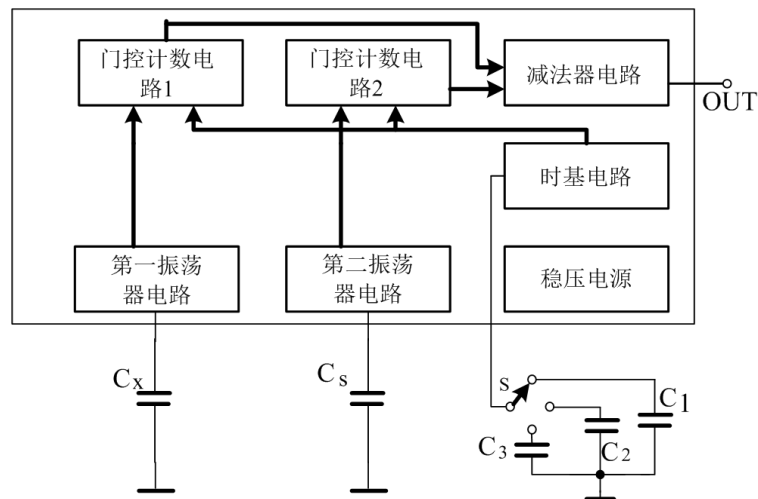 门控计数电
路1
门控计数电
路2
减法器电路
OUT
时基电路
第一振荡
器电路
第二振荡
器电路
稳压电源
Cx
Cs
S
C1
C2
C3